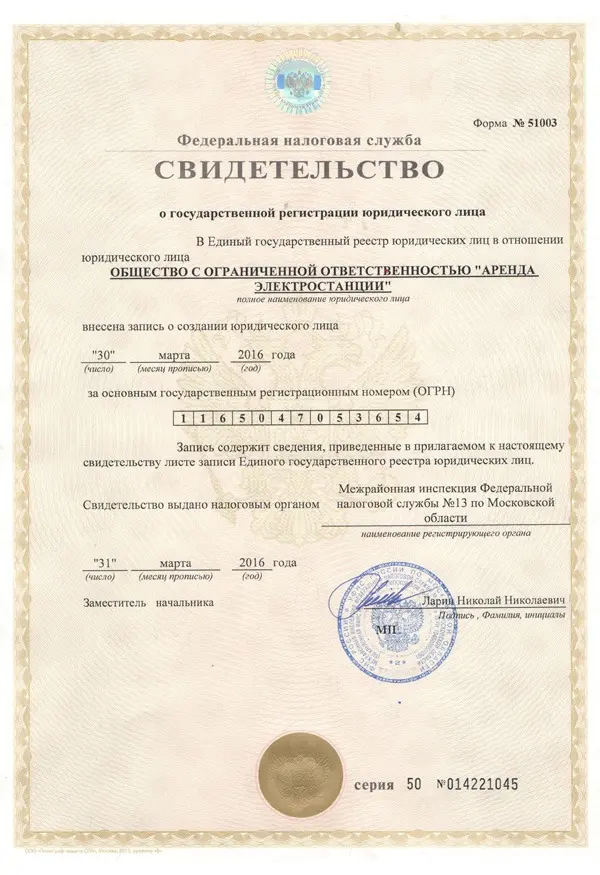 Форма № 51003
Федеральная налоговая служба
СВИДЕТЕЛЬСТВО
о государственной регистрации юридического лица
В Единый государственный реестр юридических лиц в отношении
юридического лица
ОБЩЕСТВО С ОГРАНИЧЕННОЙ ОТВЕТСТВЕННОСТЬЮ "АРЕНДА
ЭЛЕКТРОСТАНЦИИ"
полное наименование юридического лица
внесена запись о создании юридического лица
"30" марта 2016 года
(число) (месяц прописью) (год)
за основным государственным регистрационным номером (ОГРН)
1 1 6 5 0 4 7 0 5 3 6 5 4
Запись содержит сведения, приведенные в прилагаемом к настоящему
свидетельству листе записи Единого государственного реестра юридических лиц.
Свидетельство выдано налоговым органом
Межрайонная инспекция Федеральной
налоговой службы №13 по Московской
области
наименование регистрирующего органа
"31" марта 2016 года
(число) (месяц прописью) (год)
Заместитель начальника
Ларин Николай Николаевич
Подпись , Фамилия, инициалы
МП
серия 50 №014221045